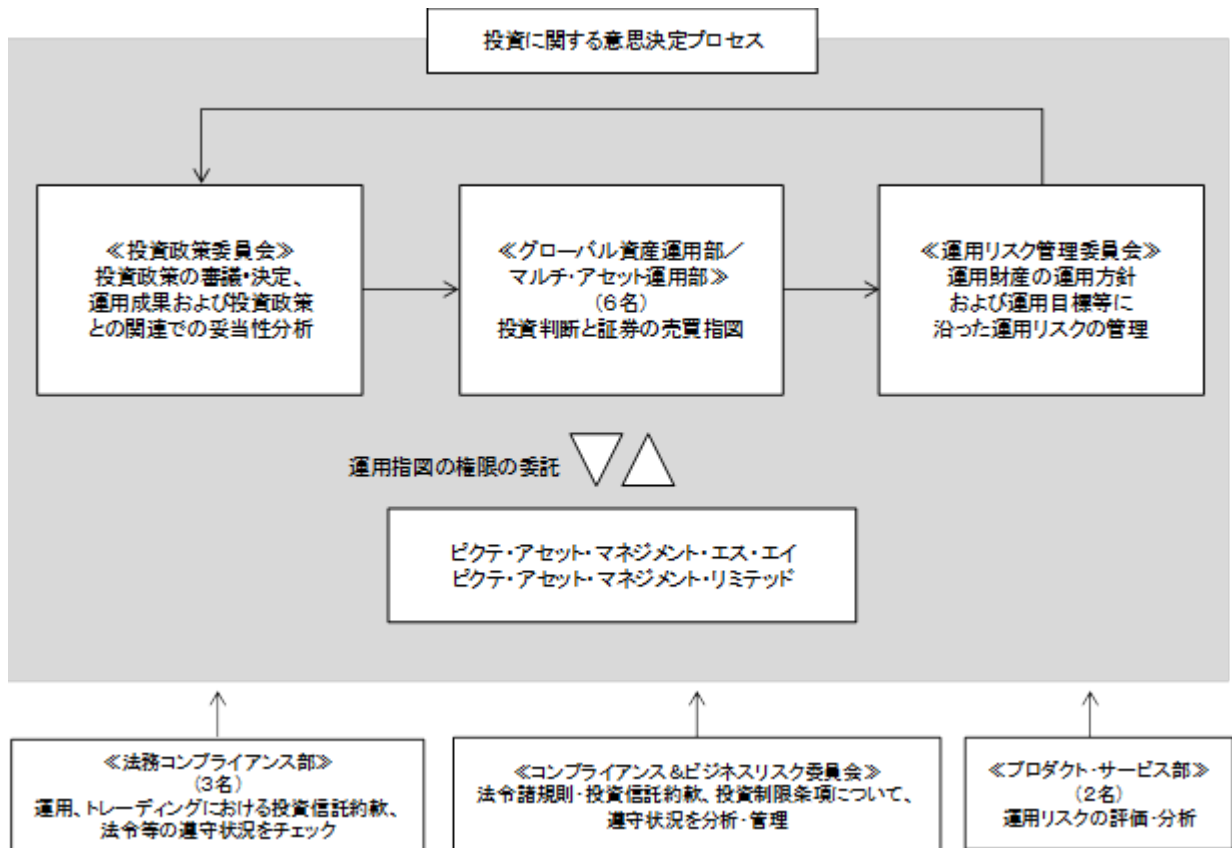 投資に関する意思決定プロセス
≪投資政策委員会≫
投資政策の審議・決定、
運用成果および投資政策
との関連での妥当性分析
≪グローバル資産運用部／
マルチ・アセット運用部≫
(6名)
投資判断と証券の売買指図
≪運用リスク管理委員会≫
運用財産の運用方針
および運用目標等に
沿った運用リスクの管理
運用指図の権限の委託
ピクテ・アセット・マネジメント・エス・エイ
ピクテ・アセット・マネジメント・リミテッド
≪法務コンプライアンス部≫
(3名)
運用、トレーディングにおける投資信託約款、
法令等の遵守状況をチェック
≪コンプライアンス&ビジネスリスク委員会≫
法令諸規則・投資信託約款、投資制限条項について、
遵守状況を分析・管理
≪プロダクト・サービス部≫
(2名)
運用リスクの評価・分析